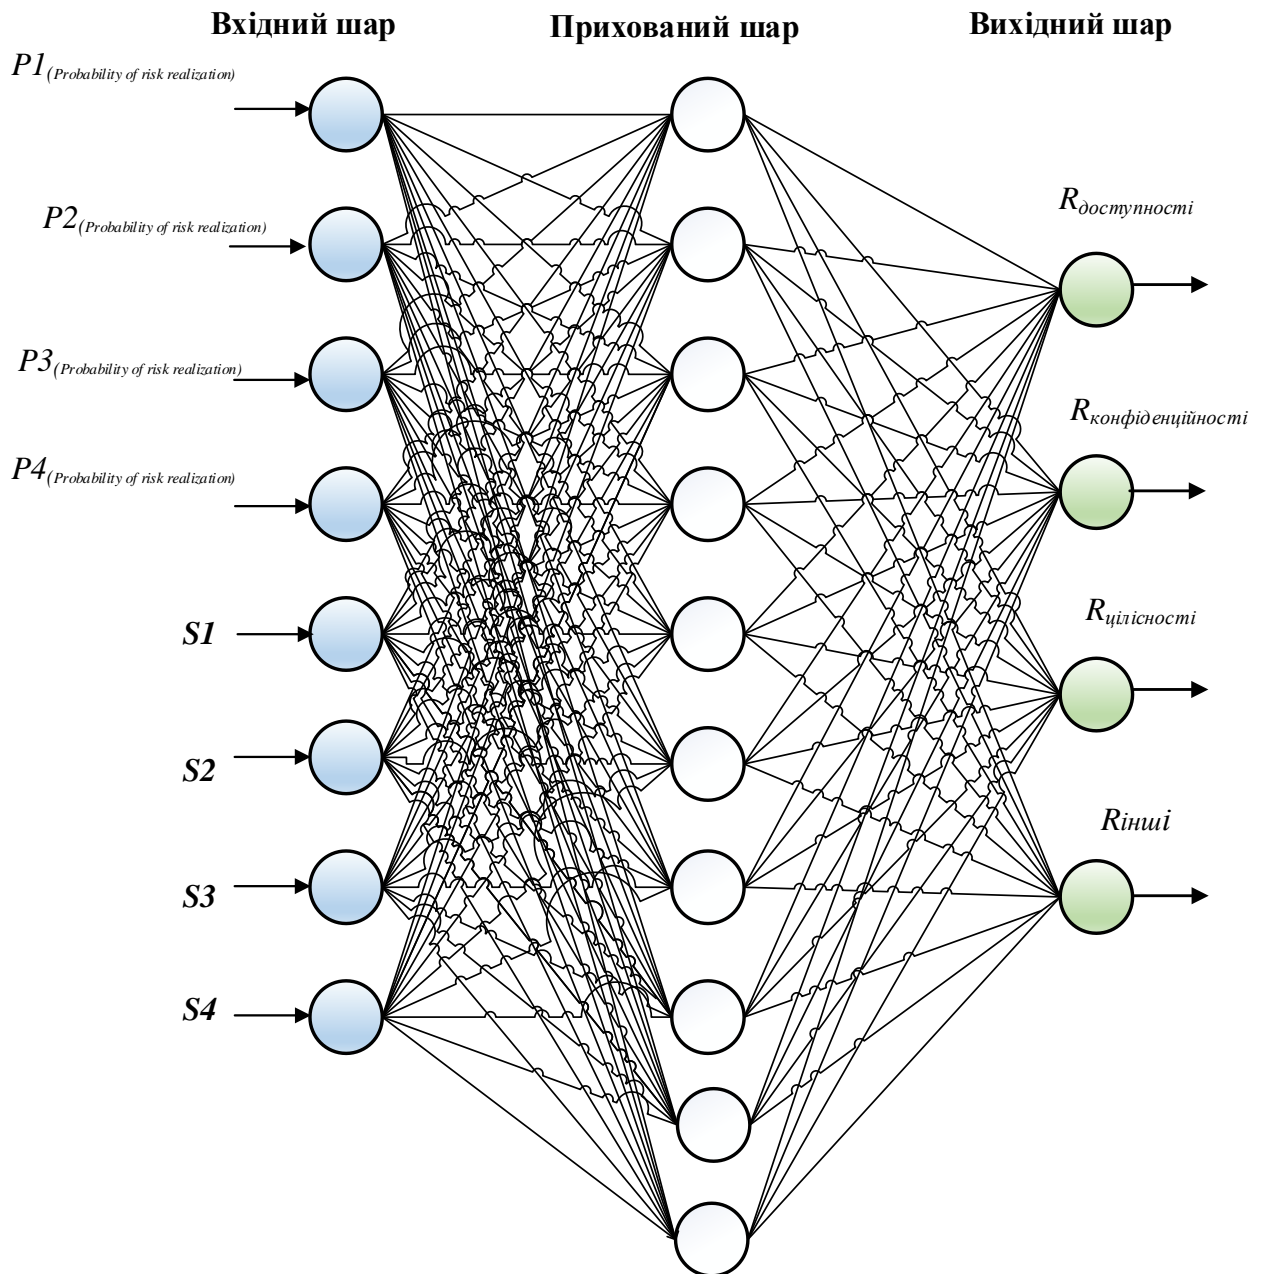 Вхідний шар
Прихований шар
Вихідний шар
P1(Probability of risk realization)
P2(Probability of risk realization)
P3(Probability of risk realization)
P4(Probability of risk realization)
S1
S2
S3
S4
Rдоступності
Rконфіденційності
Rцілісності
Rінші